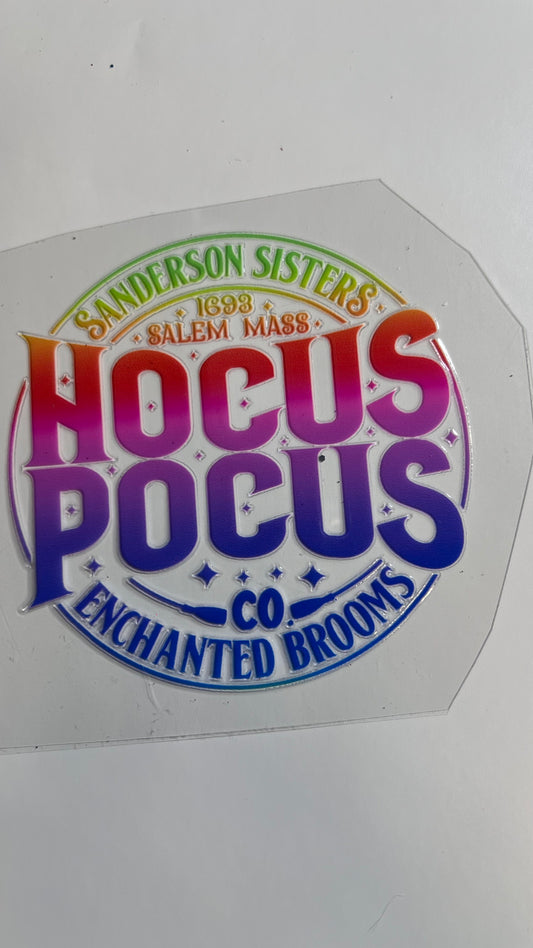 SANDERSON SISTERS
1693
SALEM MASS
HOCUS
POCUS
CO.
ENCHANTED BROOMS